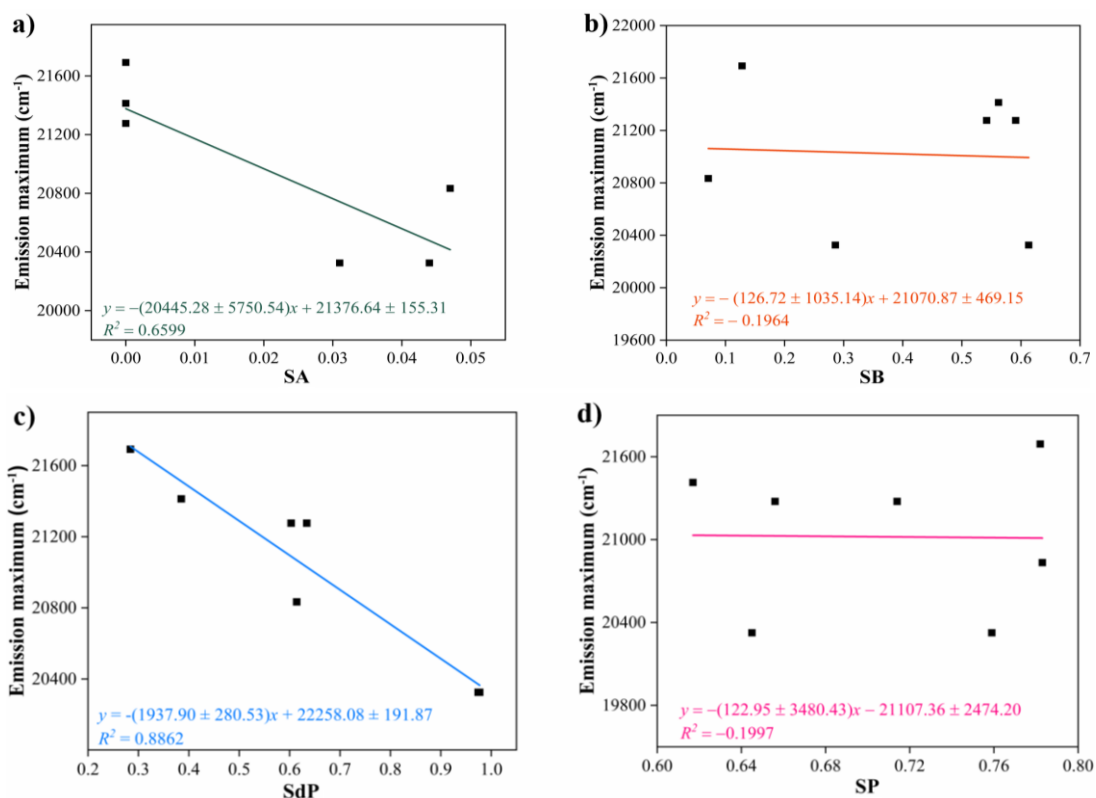 a)
Emission maximum (cm⁻¹)
21600
21200
20800
20400
20000
y = −(20445.28 ± 5750.54)x + 21376.64 ± 155.31
R² = 0.6599
0.00 0.01 0.02 0.03 0.04 0.05
SA
b)
Emission maximum (cm⁻¹)
22000
21600
21200
20800
20400
20000
19600
y = − (126.72 ± 1035.14)x + 21070.87 ± 469.15
R² = − 0.1964
0.0 0.1 0.2 0.3 0.4 0.5 0.6 0.7
SB
c)
Emission maximum (cm⁻¹)
21600
21200
20800
20400
y = -(1937.90 ± 280.53)x + 22258.08 ± 191.87
R² = 0.8862
0.2 0.3 0.4 0.5 0.6 0.7 0.8 0.9 1.0
SdP
d)
Emission maximum (cm⁻¹)
21600
21000
20400
19800
y = −(122.95 ± 3480.43)x − 21107.36 ± 2474.20
R² = −0.1997
0.60 0.64 0.68 0.72 0.76 0.80
SP